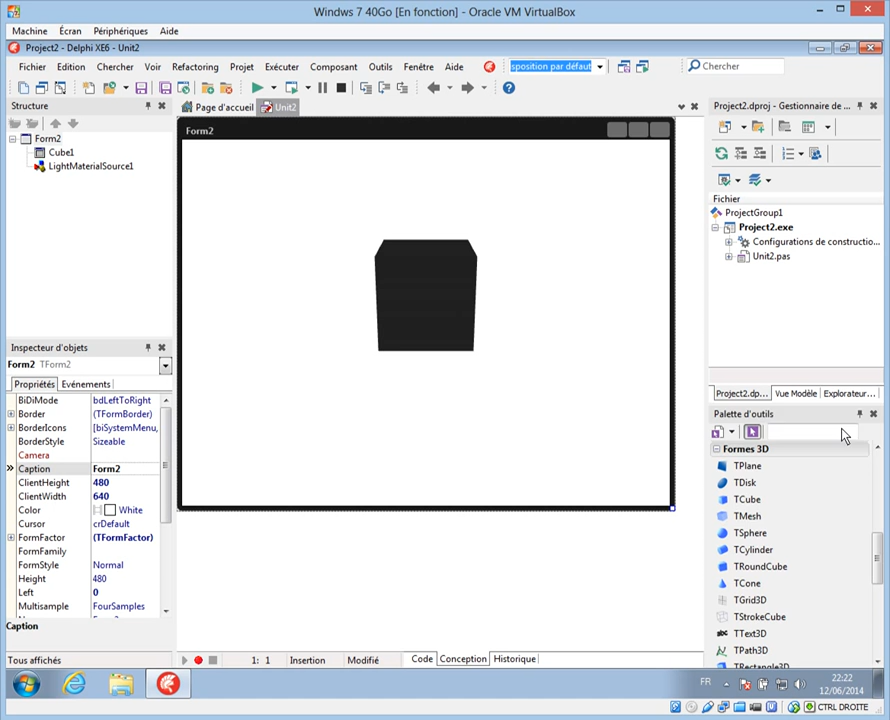 Windws 7 40Go [En fonction] - Oracle VM VirtualBox
Machine Écran Périphériques Aide
Project2 - Delphi XE6 - Unit2
Fichier Edition Chercher Voir Refactoring Projet Exécuter Composant Outils Fenêtre Aide sposition par défaut Chercher
Structure
Form2
Cube1
LightMaterialSource1
Page d'accueil Unit2
Form2
Project2.dproj - Gestionnaire de ...
Fichier
ProjectGroup1
Project2.exe
Configurations de constructio...
Unit2.pas
Project2.dp... Vue Modèle Explorateur...
Inspecteur d'objets
Form2 TForm2
Propriétés Evénements
BiDiMode bdLeftToRight
Border (TFormBorder)
BorderIcons [biSystemMenu,
BorderStyle Sizeable
Camera
Caption Form2
ClientHeight 480
ClientWidth 640
Color White
Cursor crDefault
FormFactor (TFormFactor)
FormFamily
FormStyle Normal
Height 480
Left 0
Multisample FourSamples
Caption
Tous affichés
Palette d'outils
Formes 3D
TPlane
TDisk
TCube
TMesh
TSphere
TCylinder
TRoundCube
TCone
TGrid3D
TStrokeCube
abc TText3D
TPath3D
TRectangle3D
1: 1 Insertion Modifié Code Conception Historique
FR 22:22
12/06/2014
CTRL DROITE